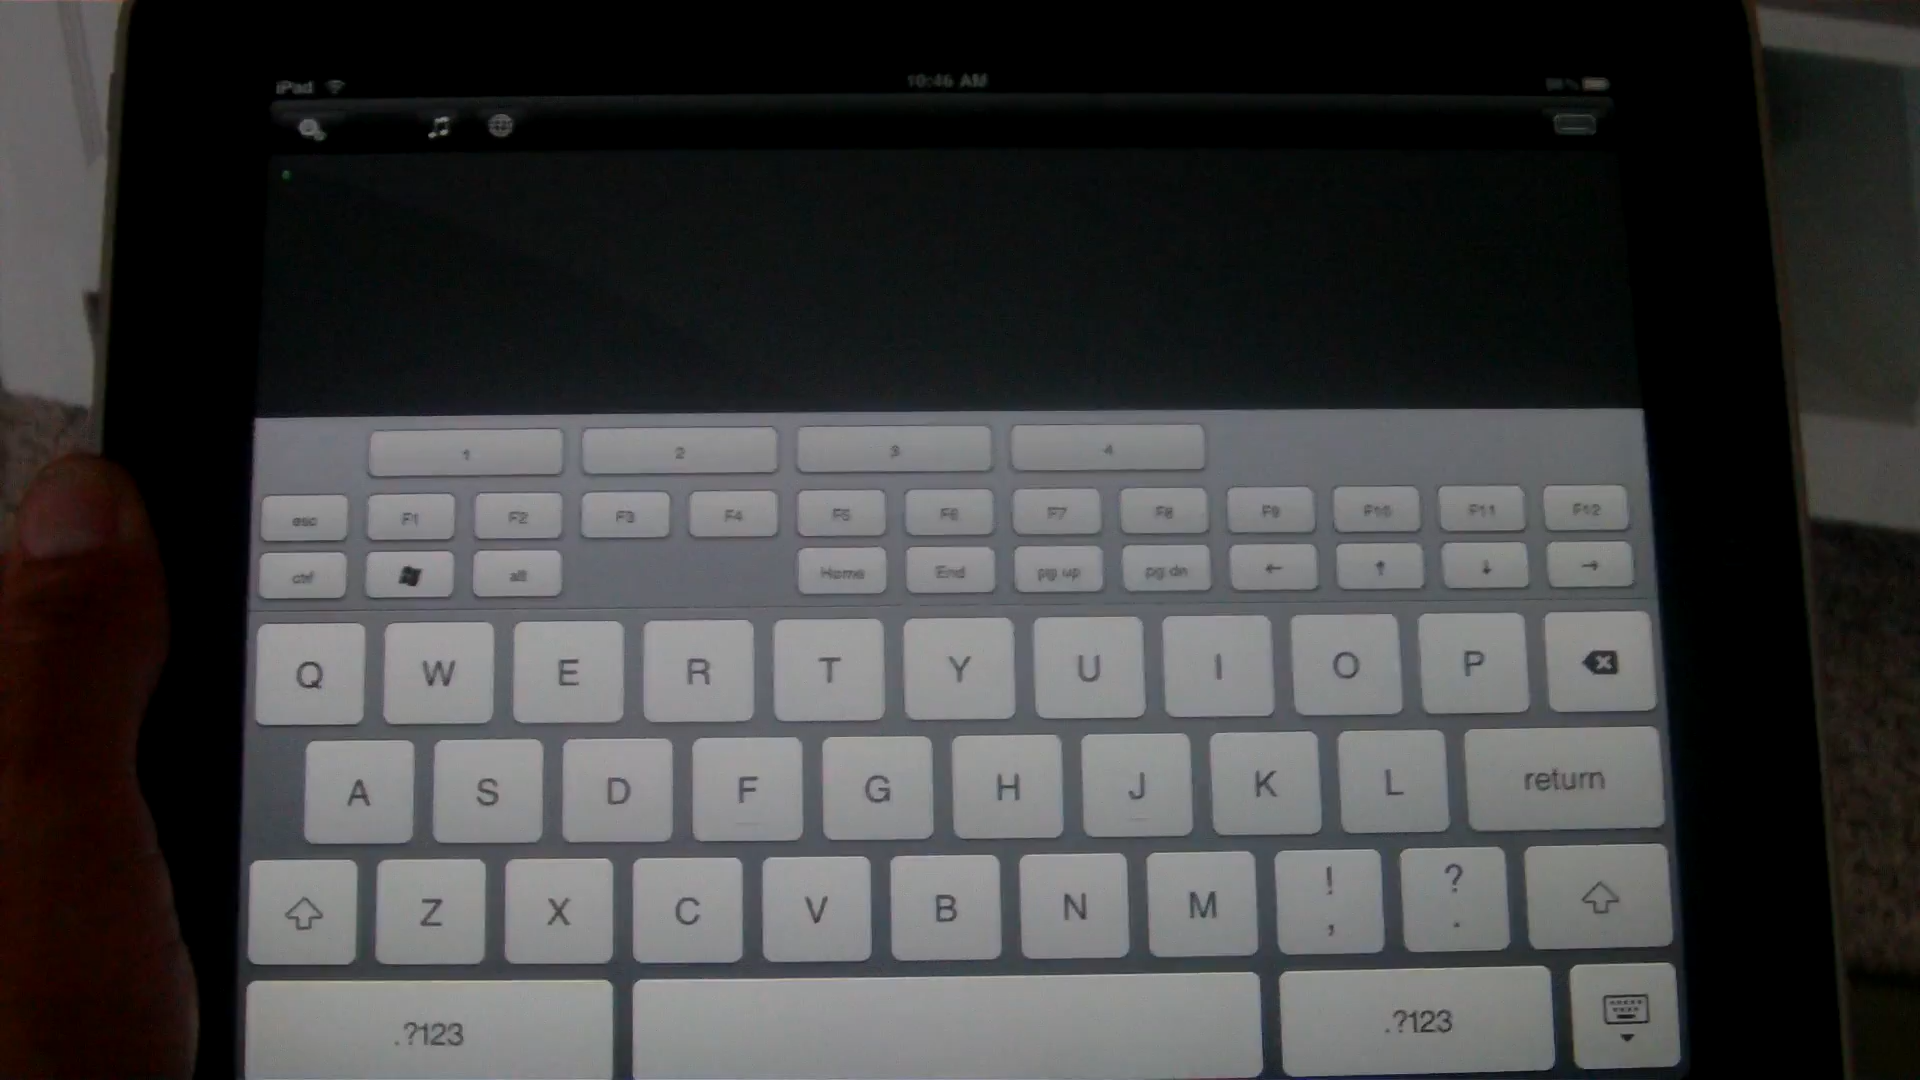 iPad 10:46 AM
1 2 3 4
esc F1 F2 F3 F4 F5 F6 F7 F8 F9 F10 F11 F12
ctrl alt Home End pg up pg dn ← ↑ ↓ →
Q W E R T Y U I O P
A S D F G H J K L return
Z X C V B N M ! , ? .
.?123 .?123